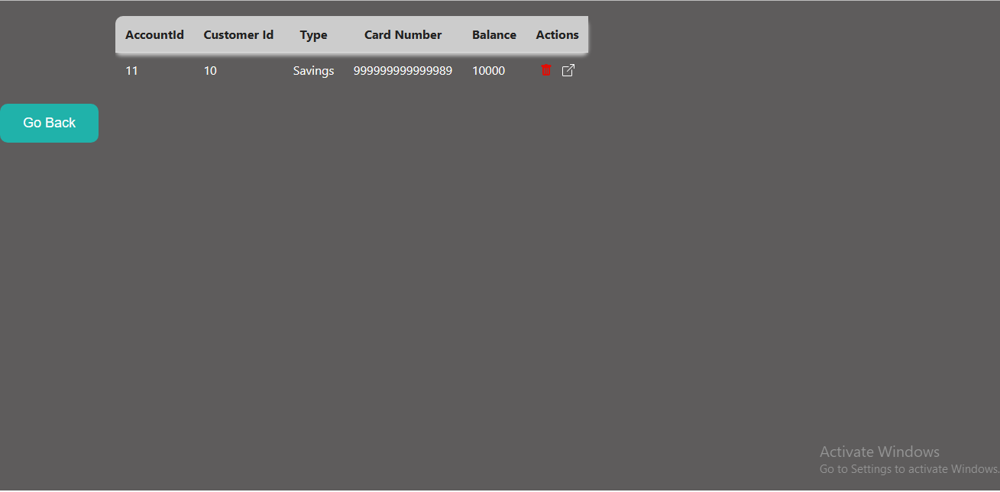 AccountId Customer Id Type Card Number Balance Actions
11 10 Savings 999999999999989 10000
Go Back
Activate Windows
Go to Settings to activate Windows.